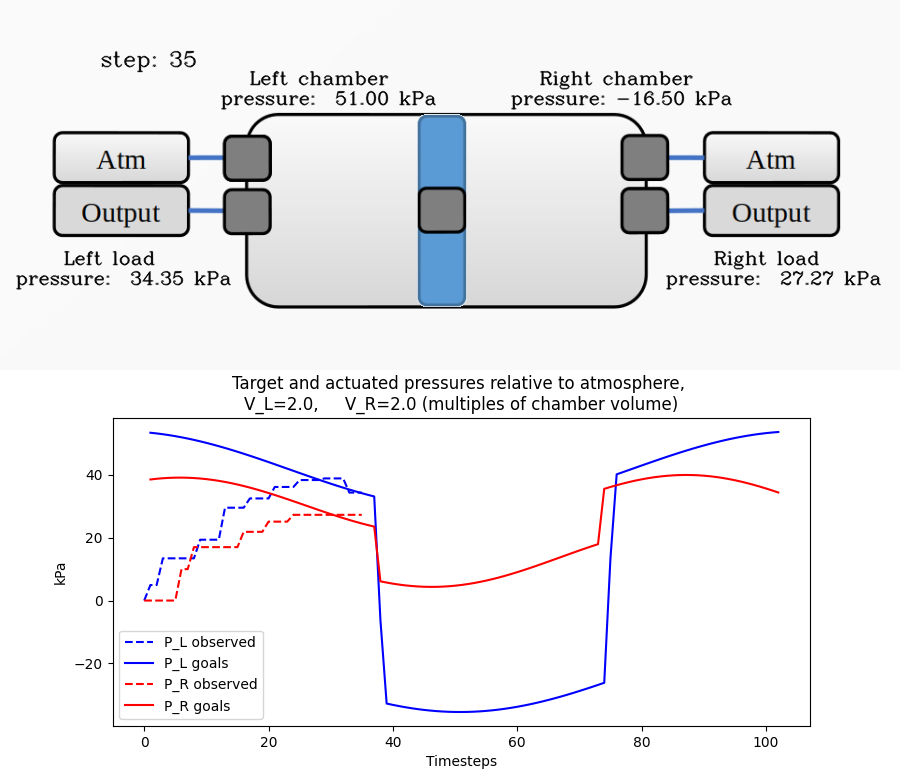 step: 35
Left chamber
pressure: 51.00 kPa
Right chamber
pressure: −16.50 kPa
Atm
Output
Atm
Output
Left load
pressure: 34.35 kPa
Right load
pressure: 27.27 kPa
Target and actuated pressures relative to atmosphere,
V_L=2.0, V_R=2.0 (multiples of chamber volume)
kPa
40
20
0
−20
P_L observed
P_L goals
P_R observed
P_R goals
0 20 40 60 80 100
Timesteps